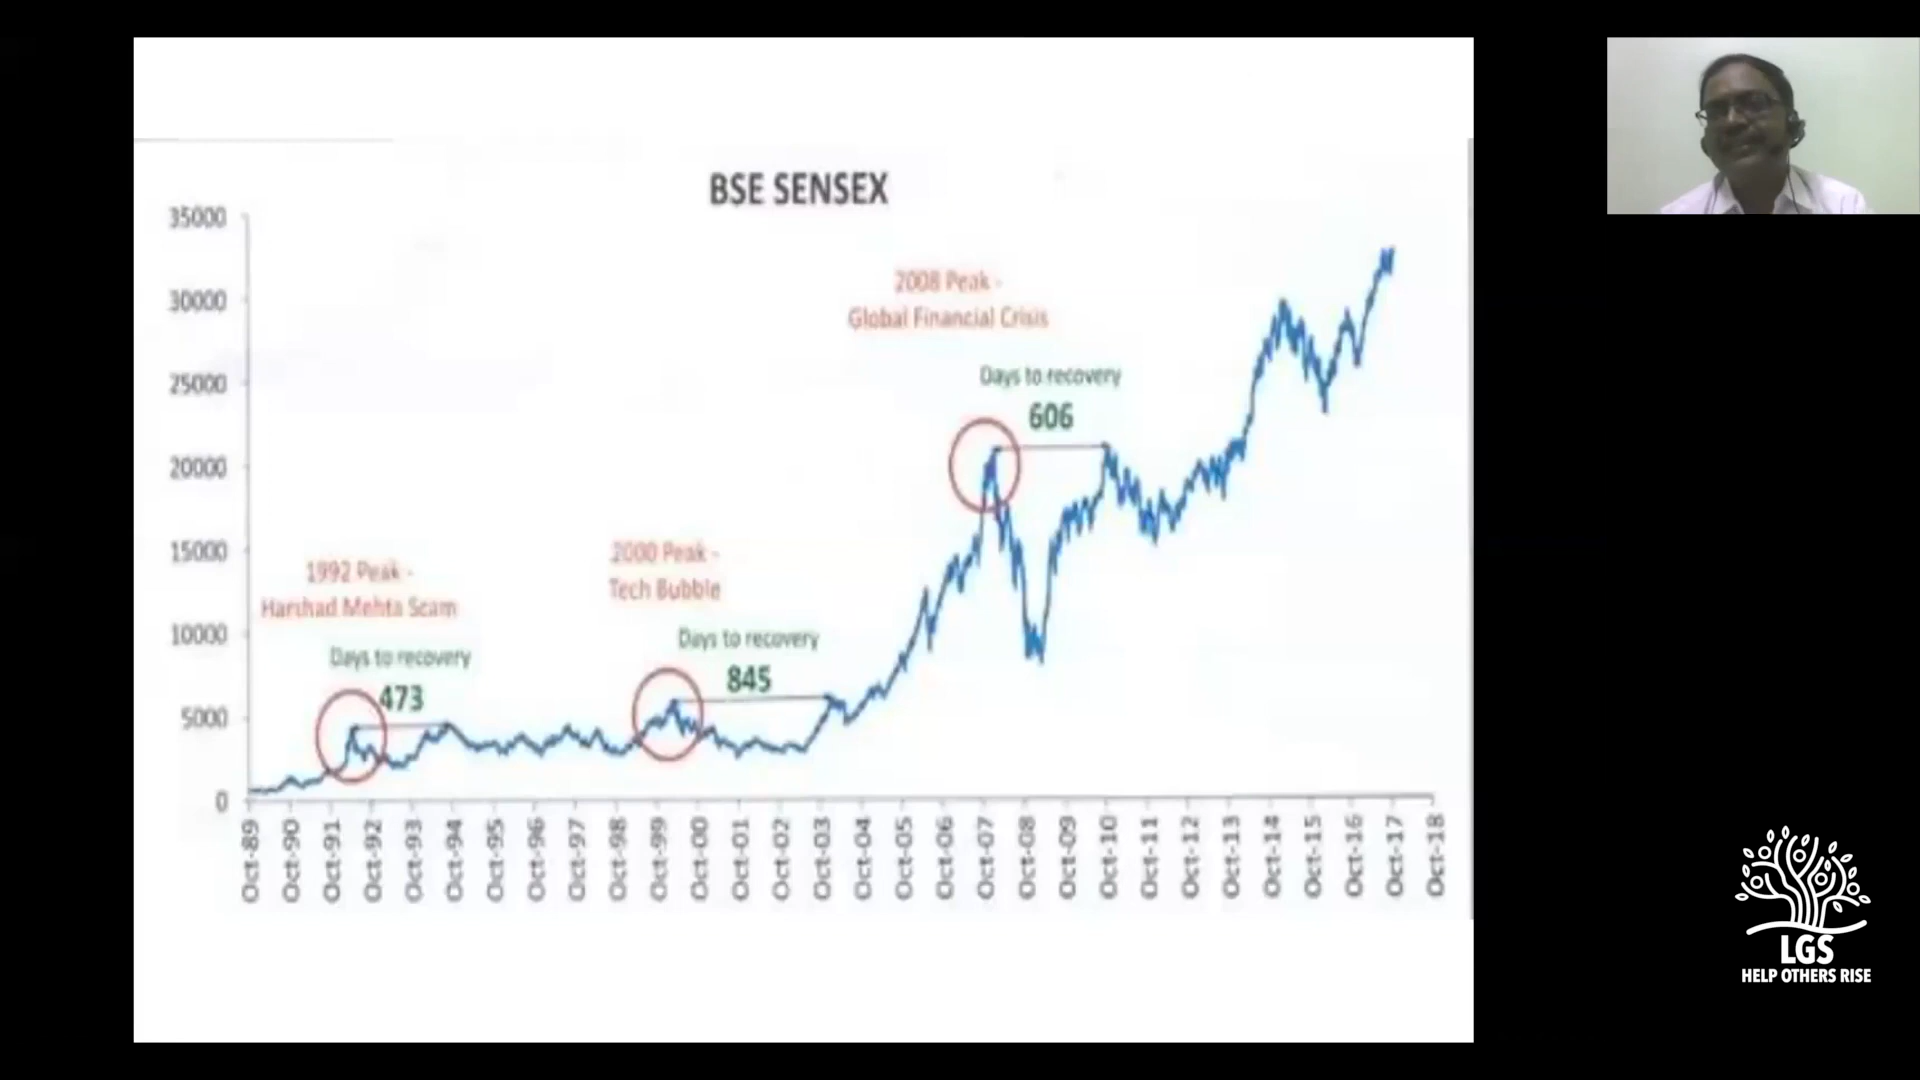 BSE SENSEX
35000
30000
25000
20000
15000
10000
5000
0
2008 Peak -
Global Financial Crisis
Days to recovery
606
1992 Peak -
Harshad Mehta Scam
Days to recovery
473
2000 Peak -
Tech Bubble
Days to recovery
845
Oct-89
Oct-90
Oct-91
Oct-92
Oct-93
Oct-94
Oct-95
Oct-96
Oct-97
Oct-98
Oct-99
Oct-00
Oct-01
Oct-02
Oct-03
Oct-04
Oct-05
Oct-06
Oct-07
Oct-08
Oct-09
Oct-10
Oct-11
Oct-12
Oct-13
Oct-14
Oct-15
Oct-16
Oct-17
Oct-18
LGS
HELP OTHERS RISE